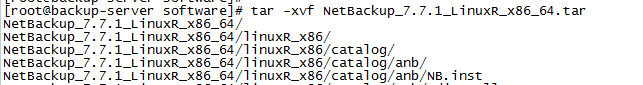 [root@backup-server software]# tar -xvf NetBackup_7.7.1_LinuxR_x86_64.tar
NetBackup_7.7.1_LinuxR_x86_64/
NetBackup_7.7.1_LinuxR_x86_64/linuxR_x86/
NetBackup_7.7.1_LinuxR_x86_64/linuxR_x86/catalog/
NetBackup_7.7.1_LinuxR_x86_64/linuxR_x86/catalog/anb/
NetBackup_7.7.1_LinuxR_x86_64/linuxR_x86/catalog/anb/NB.inst